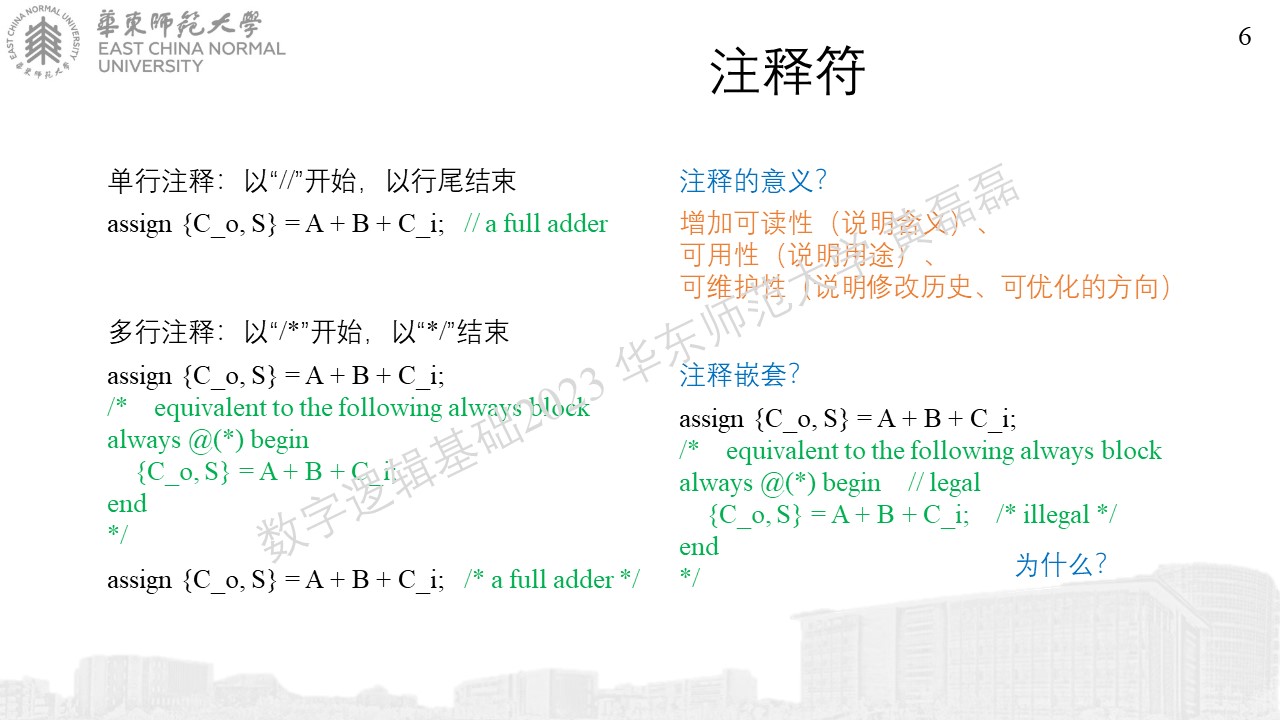 華東師範大學
EAST CHINA NORMAL
UNIVERSITY
EAST CHINA NORMAL UNIVERSITY
華東師範大學
6
注释符
单行注释：以“//”开始，以行尾结束
assign {C_o, S} = A + B + C_i;   // a full adder
多行注释：以“/*”开始，以“*/”结束
assign {C_o, S} = A + B + C_i;
/*    equivalent to the following always block
always @(*) begin
{C_o, S} = A + B + C_i;
end
*/
assign {C_o, S} = A + B + C_i;   /* a full adder */
注释的意义？
增加可读性（说明含义）、
可用性（说明用途）、
可维护性（说明修改历史、可优化的方向）
注释嵌套？
assign {C_o, S} = A + B + C_i;
/*    equivalent to the following always block
always @(*) begin    // legal
{C_o, S} = A + B + C_i;    /* illegal */
end
*/
为什么？
数字逻辑基础2023 华东师范大学 黄磊磊